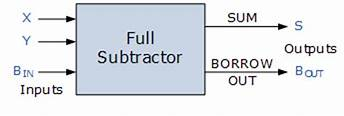 X
Y
BIN
Inputs
Full
Subtractor
SUM
S
Outputs
BORROW
OUT
BOUT